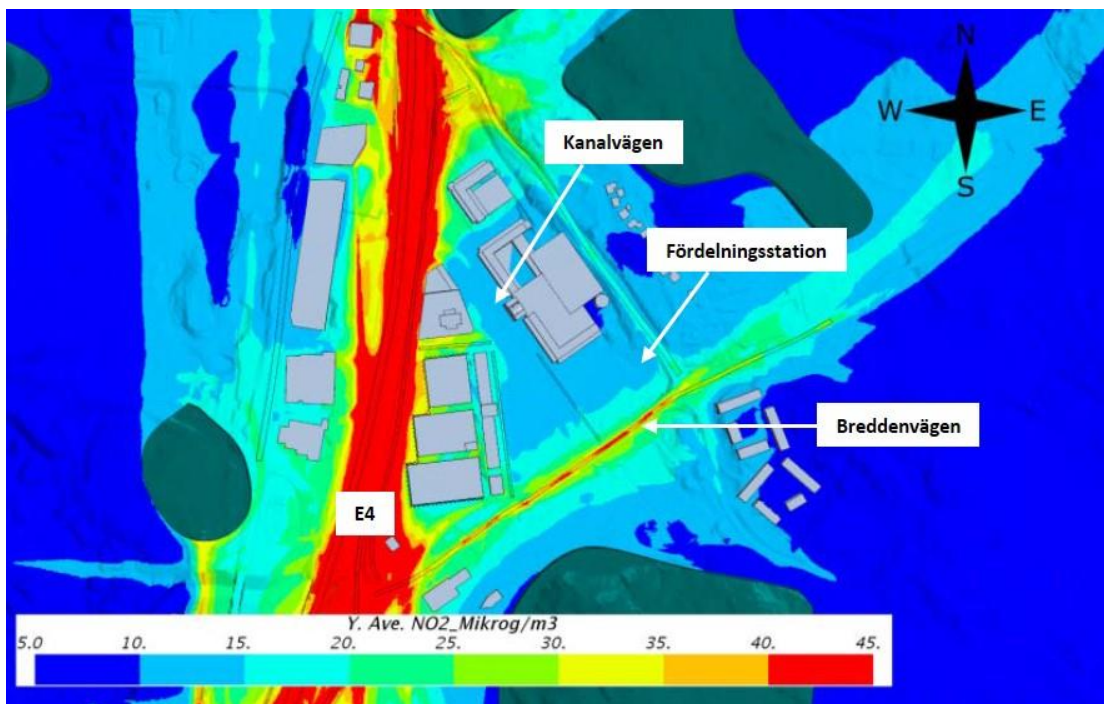 N
W E
S
Kanalvägen
Fördelningsstation
Breddenvägen
E4
Y. Ave. NO2_Mikrog/m3
5.0 10. 15. 20. 25. 30. 35. 40. 45.